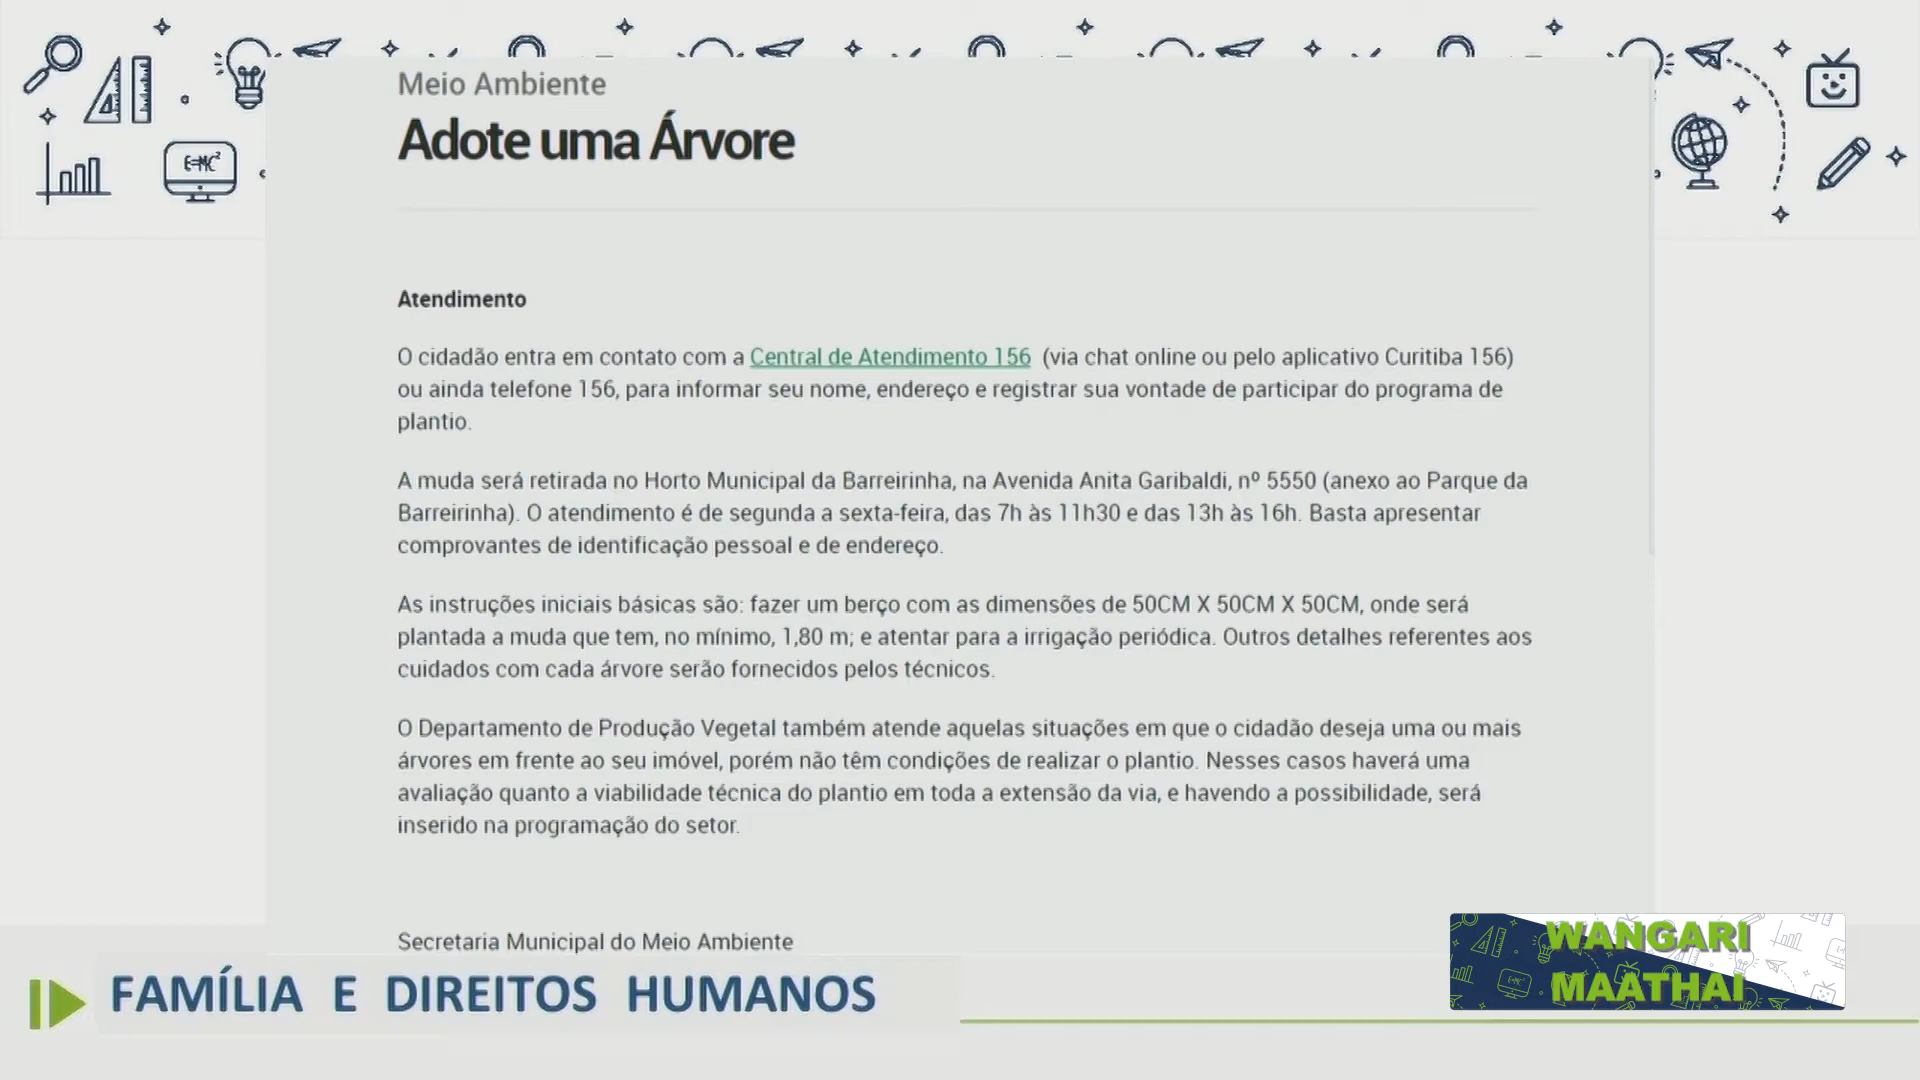 E=MC²
Meio Ambiente
Adote uma Árvore
Atendimento
O cidadão entra em contato com a Central de Atendimento 156 (via chat online ou pelo aplicativo Curitiba 156)
ou ainda telefone 156, para informar seu nome, endereço e registrar sua vontade de participar do programa de
plantio.
A muda será retirada no Horto Municipal da Barreirinha, na Avenida Anita Garibaldi, nº 5550 (anexo ao Parque da
Barreirinha). O atendimento é de segunda a sexta-feira, das 7h às 11h30 e das 13h às 16h. Basta apresentar
comprovantes de identificação pessoal e de endereço.
As instruções iniciais básicas são: fazer um berço com as dimensões de 50CM X 50CM X 50CM, onde será
plantada a muda que tem, no mínimo, 1,80 m; e atentar para a irrigação periódica. Outros detalhes referentes aos
cuidados com cada árvore serão fornecidos pelos técnicos.
O Departamento de Produção Vegetal também atende aquelas situações em que o cidadão deseja uma ou mais
árvores em frente ao seu imóvel, porém não têm condições de realizar o plantio. Nesses casos haverá uma
avaliação quanto a viabilidade técnica do plantio em toda a extensão da via, e havendo a possibilidade, será
inserido na programação do setor.
Secretaria Municipal do Meio Ambiente
FAMÍLIA E DIREITOS HUMANOS
WANGARI
MAATHAI